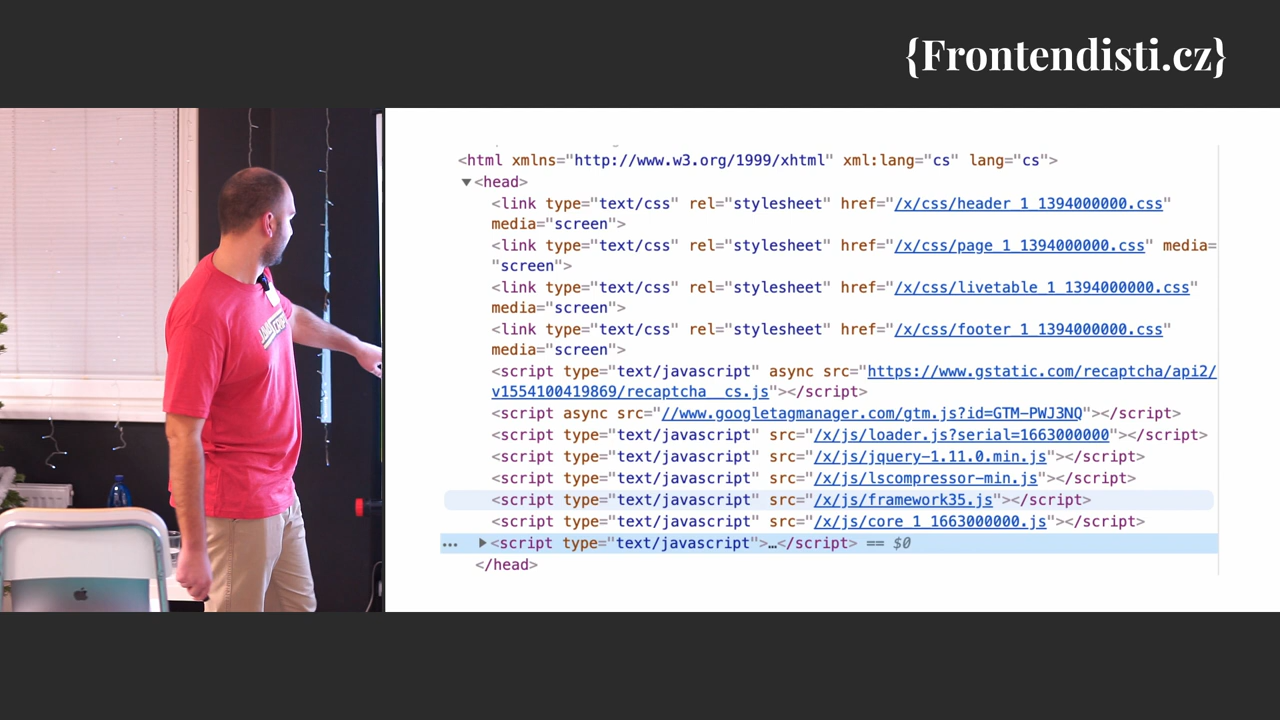 {Frontendisti.cz}
<html xmlns="http://www.w3.org/1999/xhtml" xml:lang="cs" lang="cs">
▼<head>
<link type="text/css" rel="stylesheet" href="/x/css/header_1_1394000000.css"
media="screen">
<link type="text/css" rel="stylesheet" href="/x/css/page_1_1394000000.css" media=
"screen">
<link type="text/css" rel="stylesheet" href="/x/css/livetable_1_1394000000.css"
media="screen">
<link type="text/css" rel="stylesheet" href="/x/css/footer_1_1394000000.css"
media="screen">
<script type="text/javascript" async src="https://www.gstatic.com/recaptcha/api2/
v1554100419869/recaptcha__cs.js"></script>
<script async src="//www.googletagmanager.com/gtm.js?id=GTM-PWJ3NQ"></script>
<script type="text/javascript" src="/x/js/loader.js?serial=1663000000"></script>
<script type="text/javascript" src="/x/js/jquery-1.11.0.min.js"></script>
<script type="text/javascript" src="/x/js/lscompressor-min.js"></script>
<script type="text/javascript" src="/x/js/framework35.js"></script>
<script type="text/javascript" src="/x/js/core_1_1663000000.js"></script>
… ▶<script type="text/javascript">…</script> == $0
</head>